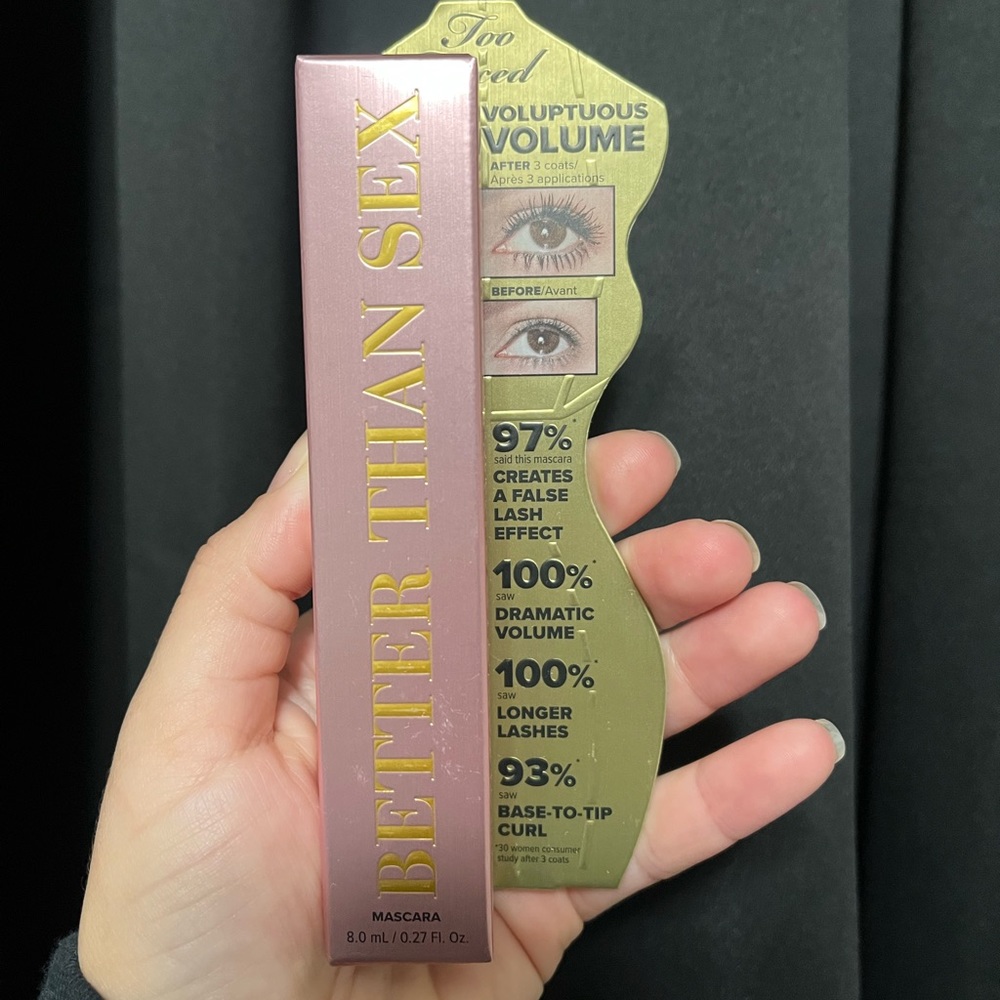 BETTER THAN SEX
MASCARA
8.0 mL / 0.27 Fl. Oz.
Too
VOLUPTUOUS
VOLUME
AFTER 3 coats/
Après 3 applications
BEFORE/Avant
97%*
said this mascara
CREATES
A FALSE
LASH
EFFECT
100%*
saw
DRAMATIC
VOLUME
100%*
saw
LONGER
LASHES
93%*
saw
BASE-TO-TIP
CURL
*30 women consumer
study after 3 coats